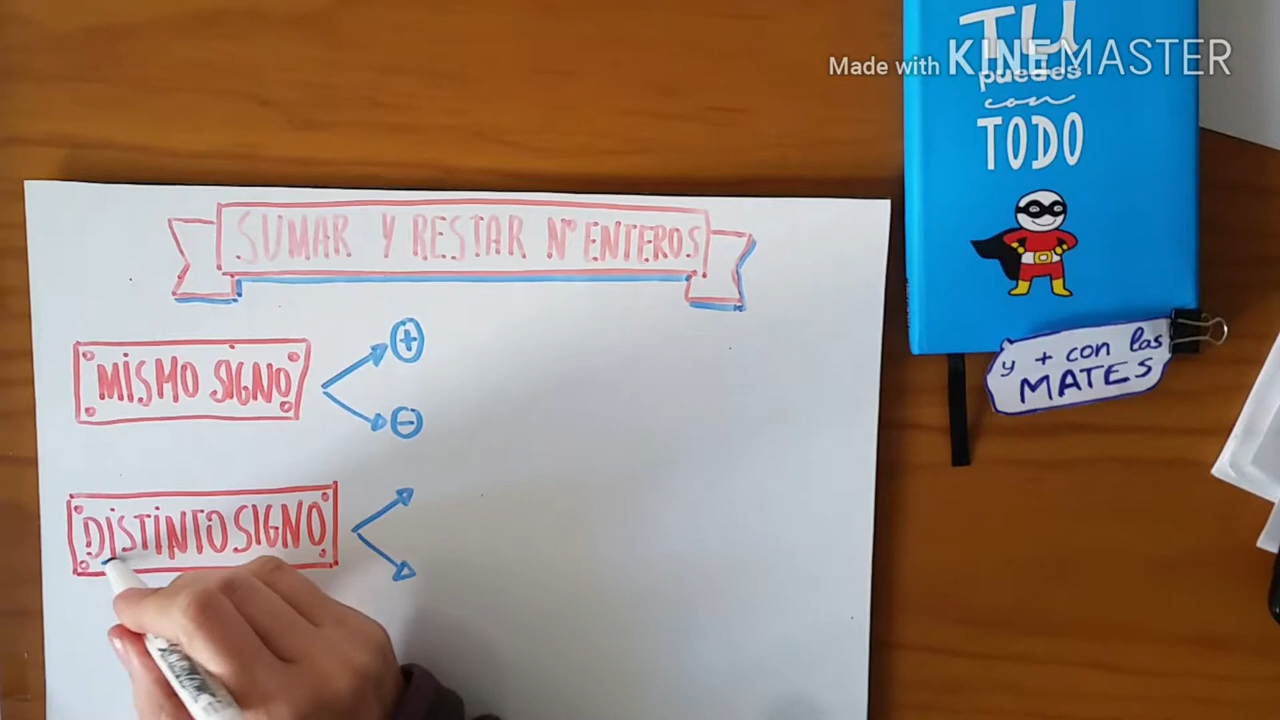 Made with KINEMASTER
TU
puedes
con
TODO
SUMAR Y RESTAR Nº ENTEROS
MISMO SIGNO
+
-
y + con las
MATES
DISTINTO SIGNO